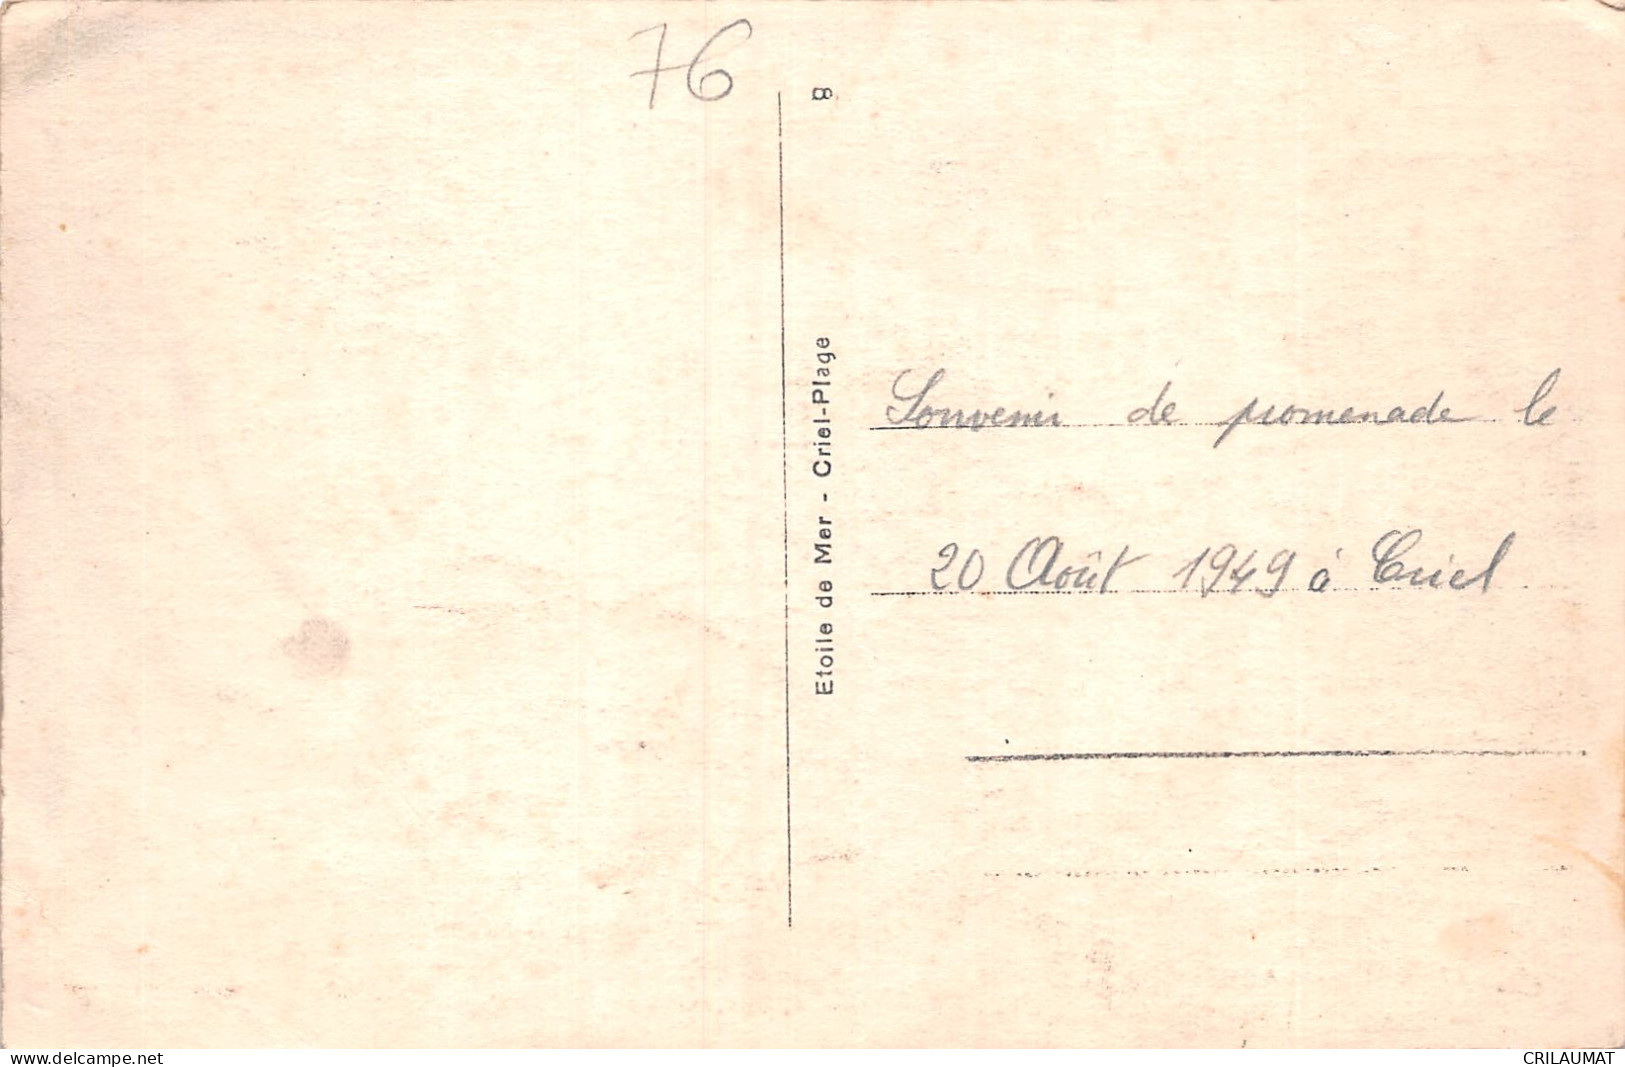 76
8
Etoile de Mer - Criel-Plage
Souvenir de promenade le
20 Août 1949 à Criel
www.delcampe.net
CRILAUMAT